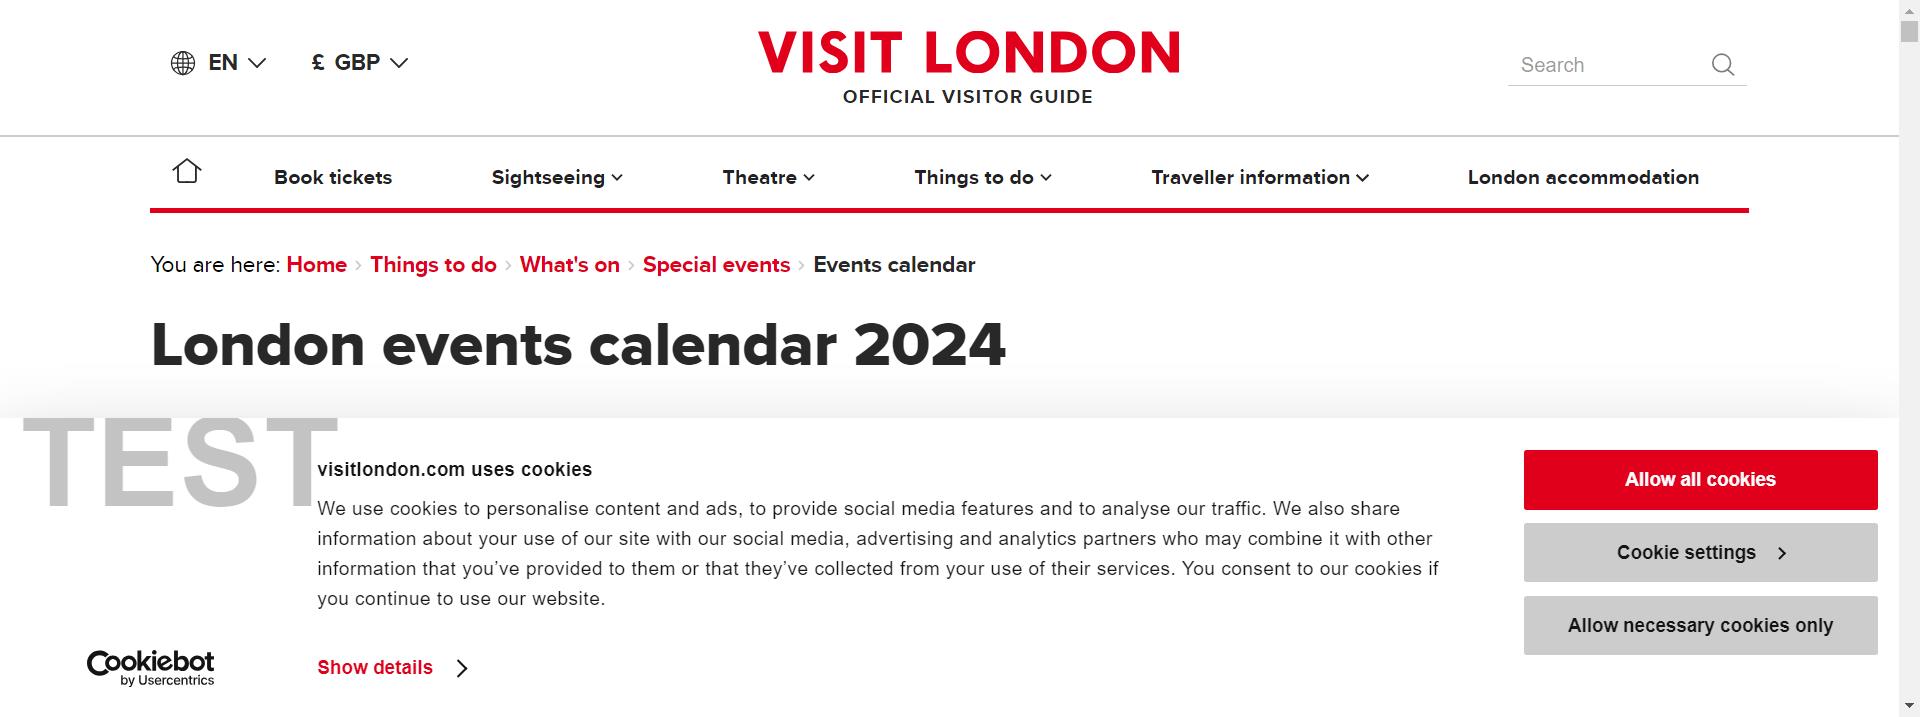 EN
£ GBP
VISIT LONDON
OFFICIAL VISITOR GUIDE
Search
Book tickets
Sightseeing
Theatre
Things to do
Traveller information
London accommodation
You are here: Home › Things to do › What's on › Special events › Events calendar
London events calendar 2024
TEST
visitlondon.com uses cookies
We use cookies to personalise content and ads, to provide social media features and to analyse our traffic. We also share
information about your use of our site with our social media, advertising and analytics partners who may combine it with other
information that you’ve provided to them or that they’ve collected from your use of their services. You consent to our cookies if
you continue to use our website.
Show details
Allow all cookies
Cookie settings
Allow necessary cookies only
Cookiebot
by Usercentrics